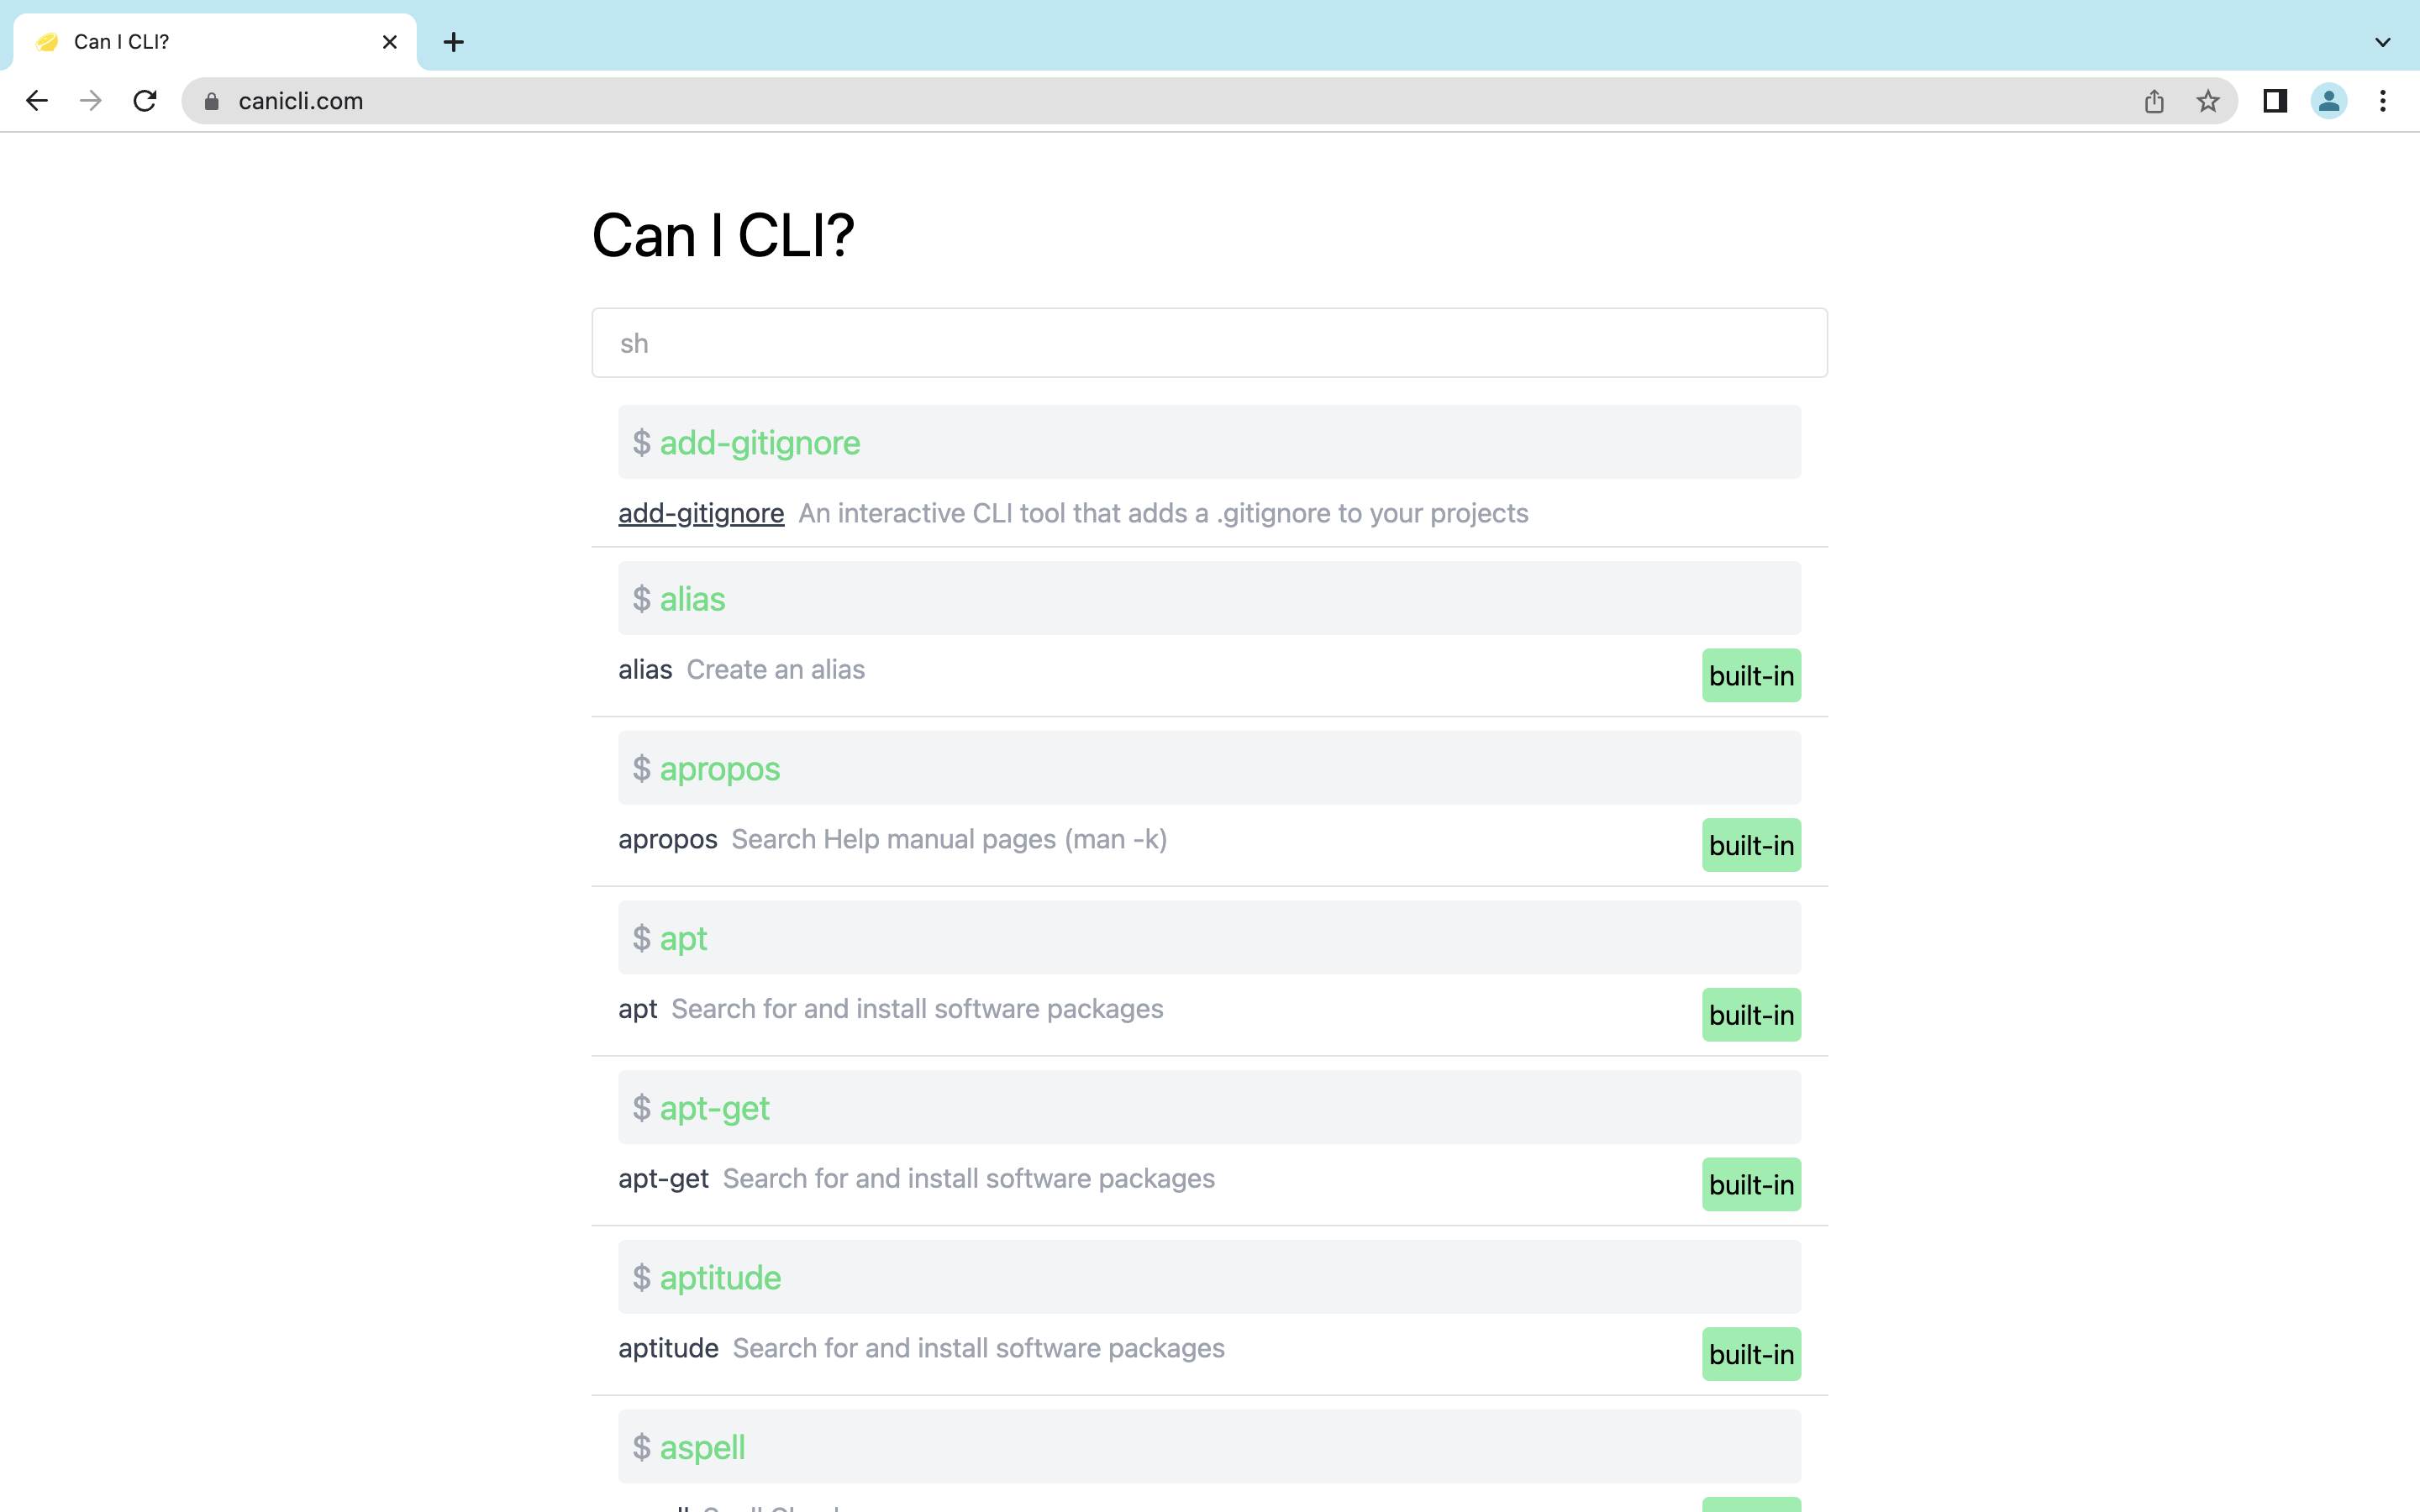 Can I CLI?
canicli.com
Can I CLI?
sh
$ add-gitignore
add-gitignore An interactive CLI tool that adds a .gitignore to your projects
$ alias
alias Create an alias
built-in
$ apropos
apropos Search Help manual pages (man -k)
built-in
$ apt
apt Search for and install software packages
built-in
$ apt-get
apt-get Search for and install software packages
built-in
$ aptitude
aptitude Search for and install software packages
built-in
$ aspell